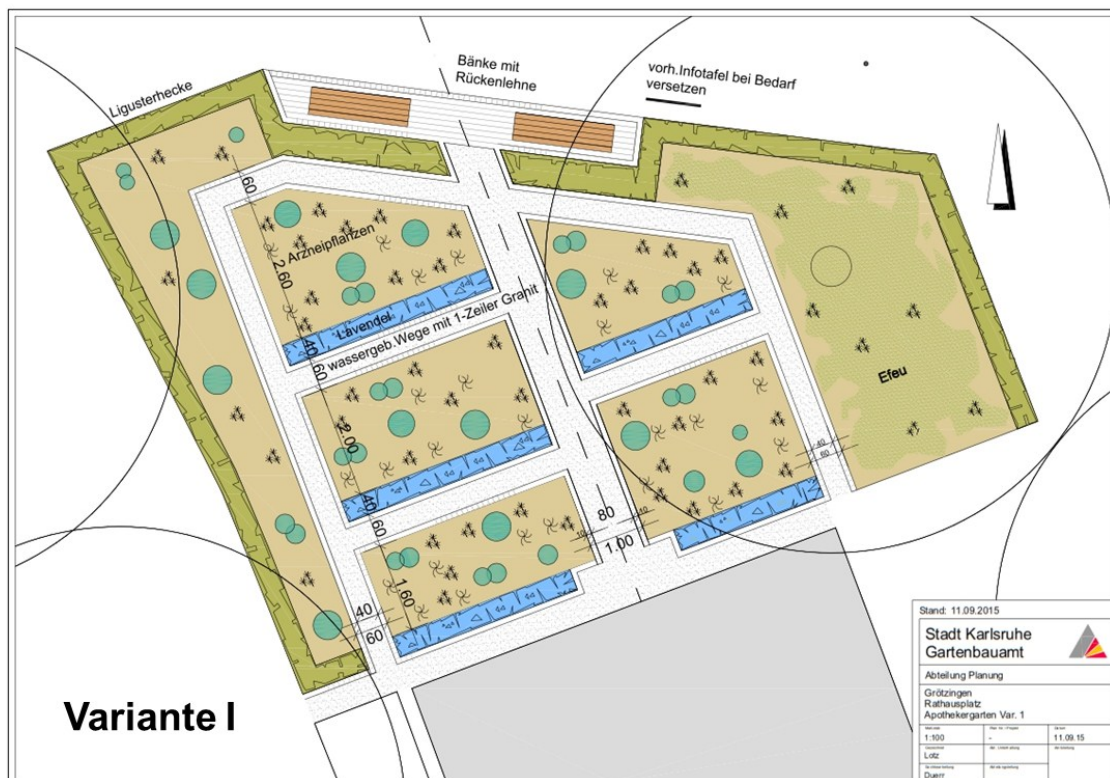 Ligusterhecke
Bänke mit
Rückenlehne
vorh.Infotafel bei Bedarf
versetzen
60
Arzneipflanzen
2.60
Lavendel
wassergeb.Wege mit 1-Zeiler Granit
40
60
2.00
Efeu
40
60
40
60
80
10
10
1.00
1.60
40
60
Variante I
Stand: 11.09.2015
Stadt Karlsruhe
Gartenbauamt
Abteilung Planung
Grötzingen
Rathausplatz
Apothekergarten Var. 1
1:100
-
11.09.15
Lotz
Duerr